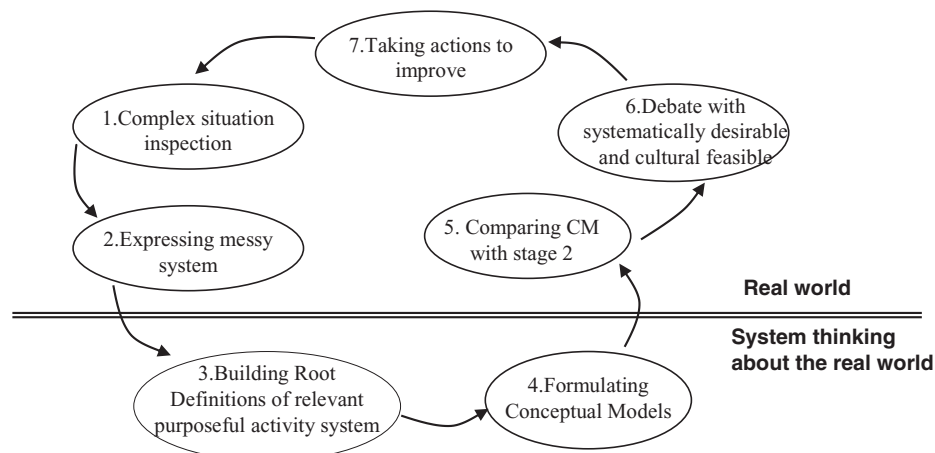 7.Taking actions to
improve
1.Complex situation
inspection
6.Debate with
systematically desirable
and cultural feasible
2.Expressing messy
system
5. Comparing CM
with stage 2
Real world
System thinking
about the real world
3.Building Root
Definitions of relevant
purposeful activity system
4.Formulating
Conceptual Models